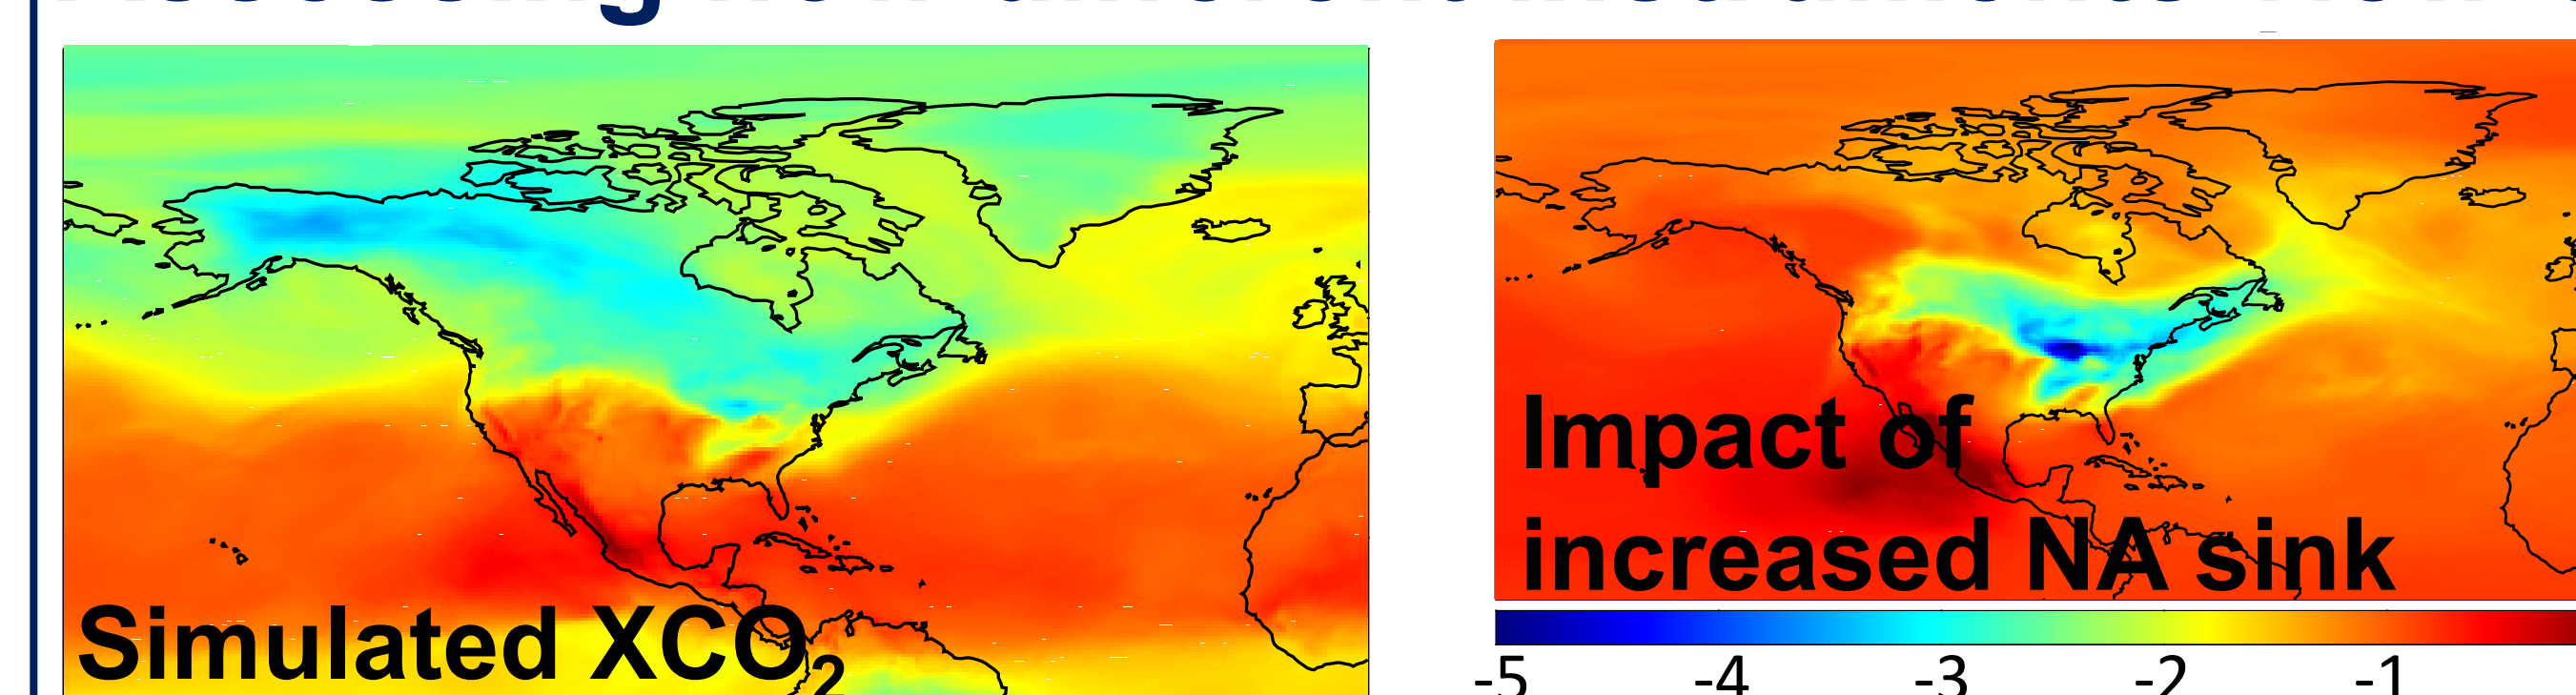 Simulated XCO₂
Impact of
increased NA sink
-5 -4 -3 -2 -1